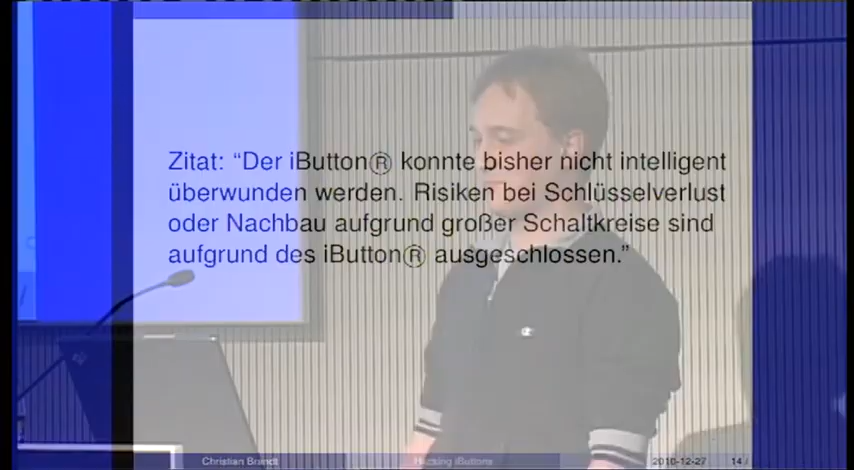 Zitat: “Der iButton® konnte bisher nicht intelligent
überwunden werden. Risiken bei Schlüsselverlust
oder Nachbau aufgrund großer Schaltkreise sind
aufgrund des iButton® ausgeschlossen.”
Christian Brandt Hacking iButtons 2010-12-27 14 /